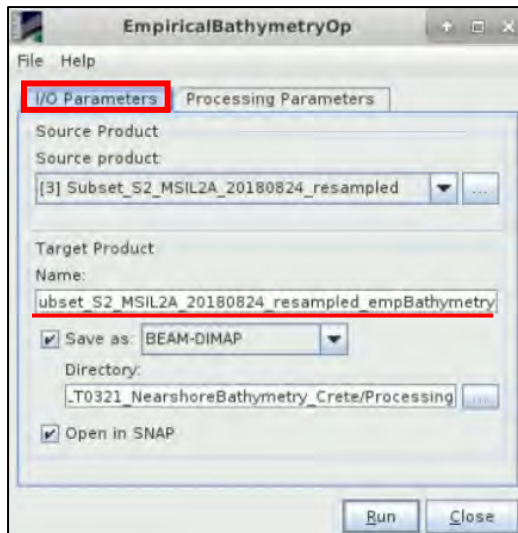 EmpiricalBathymetryOp
File Help
I/O Parameters Processing Parameters
Source Product
Source product:
[3] Subset_S2_MSIL2A_20180824_resampled ...
Target Product
Name:
ubset_S2_MSIL2A_20180824_resampled_empBathymetry
Save as: BEAM-DIMAP
Directory:
_T0321_NearshoreBathymetry_Crete/Processing ...
Open in SNAP
Run Close